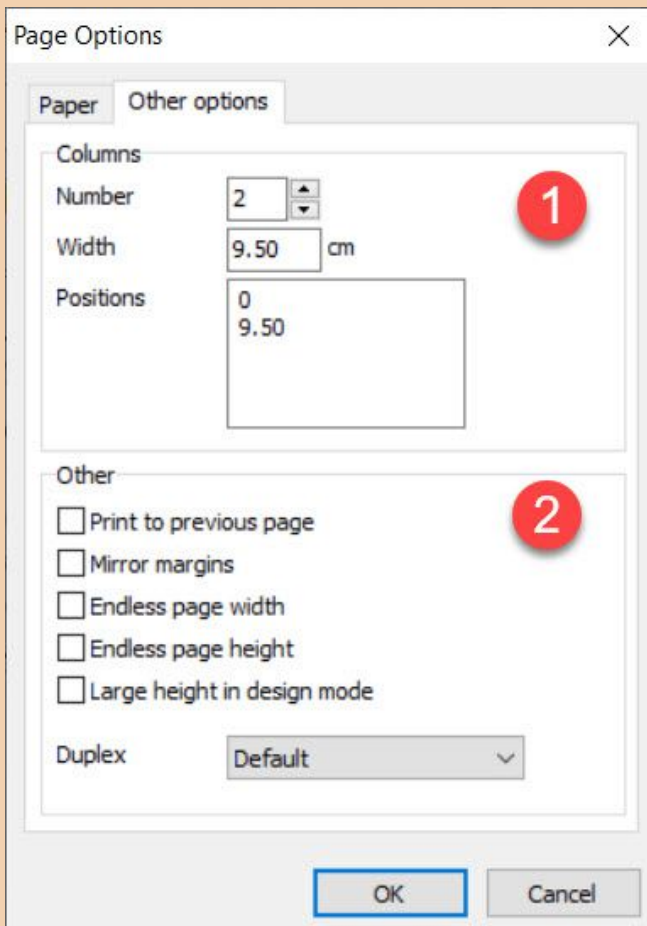 Page Options
Paper Other options
Columns
Number 2
1
Width 9.50 cm
Positions 0
9.50
Other
2
Print to previous page
Mirror margins
Endless page width
Endless page height
Large height in design mode
Duplex Default
OK Cancel